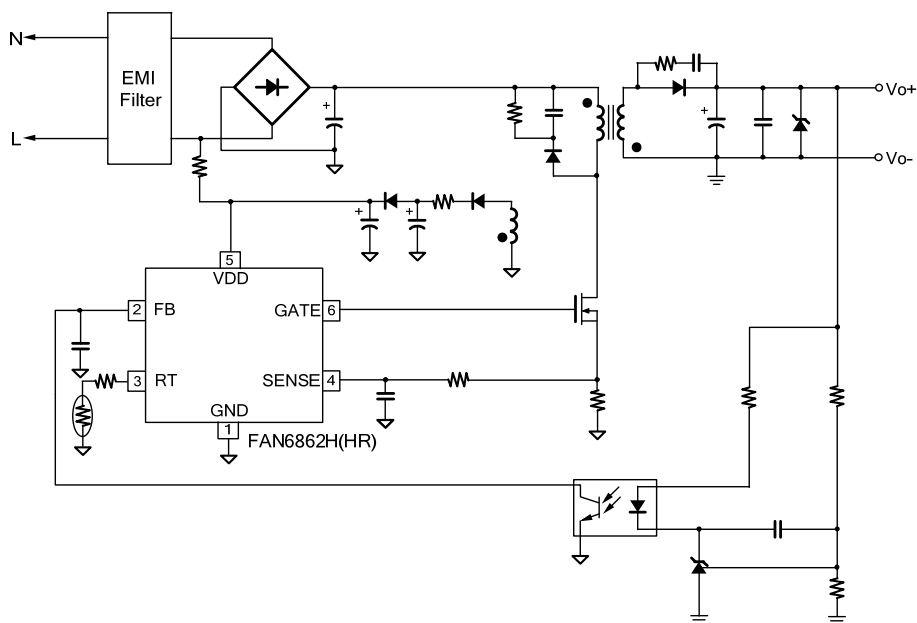 N
EMI
Filter
L
+
+
Vo+
Vo-
+
+
5
VDD
2
FB
GATE
6
3
RT
SENSE
4
GND
1
FAN6862H(HR)